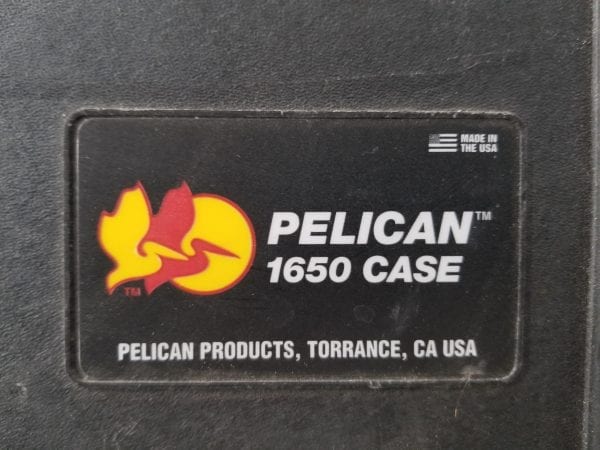 MADE IN
THE USA
PELICAN™
1650 CASE
TM
PELICAN PRODUCTS, TORRANCE, CA USA